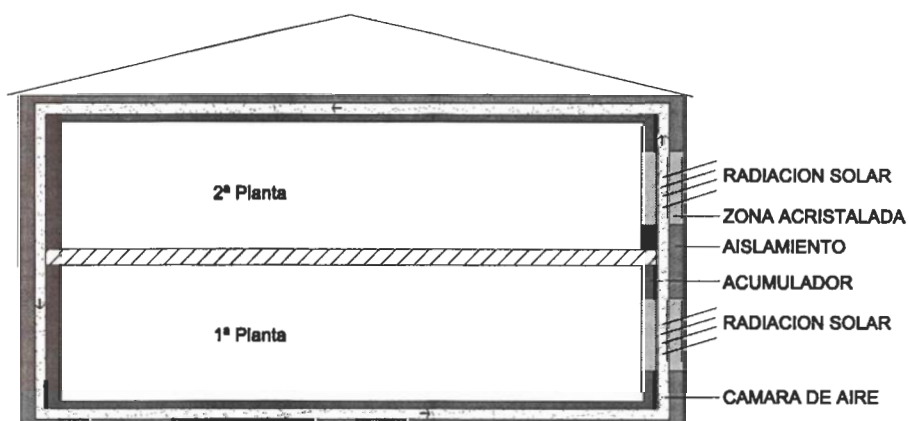 2ª Planta
1ª Planta
RADIACION SOLAR
ZONA ACRISTALADA
AISLAMIENTO
ACUMULADOR
RADIACION SOLAR
CAMARA DE AIRE